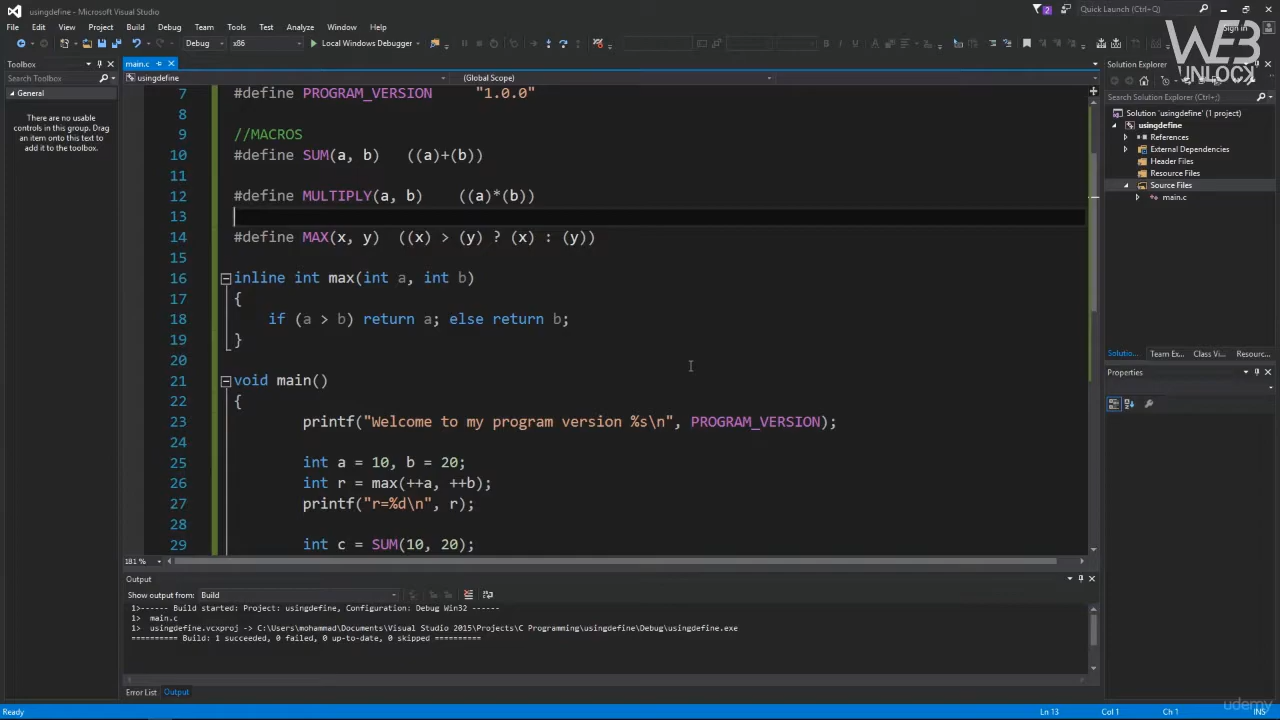 usingdefine - Microsoft Visual Studio
2
Quick Launch (Ctrl+Q)
File Edit View Project Build Debug Team Tools Test Analyze Window Help
Sign in
Debug x86 Local Windows Debugger
WEB
UNLOCK
Toolbox
Search Toolbox
General
There are no usable
controls in this group. Drag
an item onto this text to
add it to the toolbox.
main.c
usingdefine (Global Scope)
7 #define PROGRAM_VERSION "1.0.0"
8
9 //MACROS
10 #define SUM(a, b) ((a)+(b))
11
12 #define MULTIPLY(a, b) ((a)*(b))
13
14 #define MAX(x, y) ((x) > (y) ? (x) : (y))
15
16 inline int max(int a, int b)
17 {
18 if (a > b) return a; else return b;
19 }
20
21 void main()
22 {
23 printf("Welcome to my program version %s\n", PROGRAM_VERSION);
24
25 int a = 10, b = 20;
26 int r = max(++a, ++b);
27 printf("r=%d\n", r);
28
29 int c = SUM(10, 20);
181 %
Output
Show output from: Build
1>------ Build started: Project: usingdefine, Configuration: Debug Win32 ------
1> main.c
1> usingdefine.vcxproj -> C:\Users\mohammad\Documents\Visual Studio 2015\Projects\C Programming\usingdefine\Debug\usingdefine.exe
========== Build: 1 succeeded, 0 failed, 0 up-to-date, 0 skipped ==========
Error List Output
Solution Explorer
Search Solution Explorer (Ctrl+;)
Solution 'usingdefine' (1 project)
usingdefine
References
External Dependencies
Header Files
Resource Files
Source Files
main.c
Solutio... Team Ex... Class Vi... Resourc...
Properties
Ready Ln 13 Col 1 Ch 1 INS
udemy